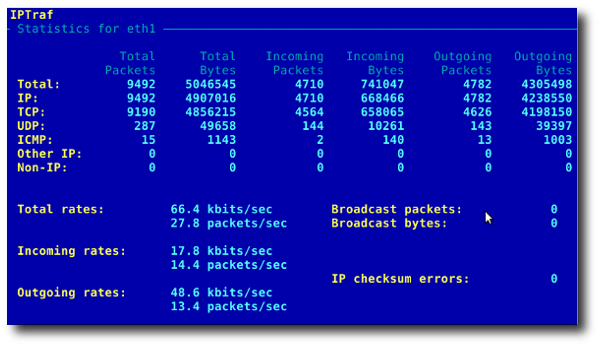 IPTraf
Statistics for eth1
Total Total Incoming Incoming Outgoing Outgoing
Packets Bytes Packets Bytes Packets Bytes
Total: 9492 5046545 4710 741047 4782 4305498
IP: 9492 4907016 4710 668466 4782 4238550
TCP: 9190 4856215 4564 658065 4626 4198150
UDP: 287 49658 144 10261 143 39397
ICMP: 15 1143 2 140 13 1003
Other IP: 0 0 0 0 0 0
Non-IP: 0 0 0 0 0 0
Total rates: 66.4 kbits/sec Broadcast packets: 0
27.8 packets/sec Broadcast bytes: 0
Incoming rates: 17.8 kbits/sec
14.4 packets/sec
IP checksum errors: 0
Outgoing rates: 48.6 kbits/sec
13.4 packets/sec